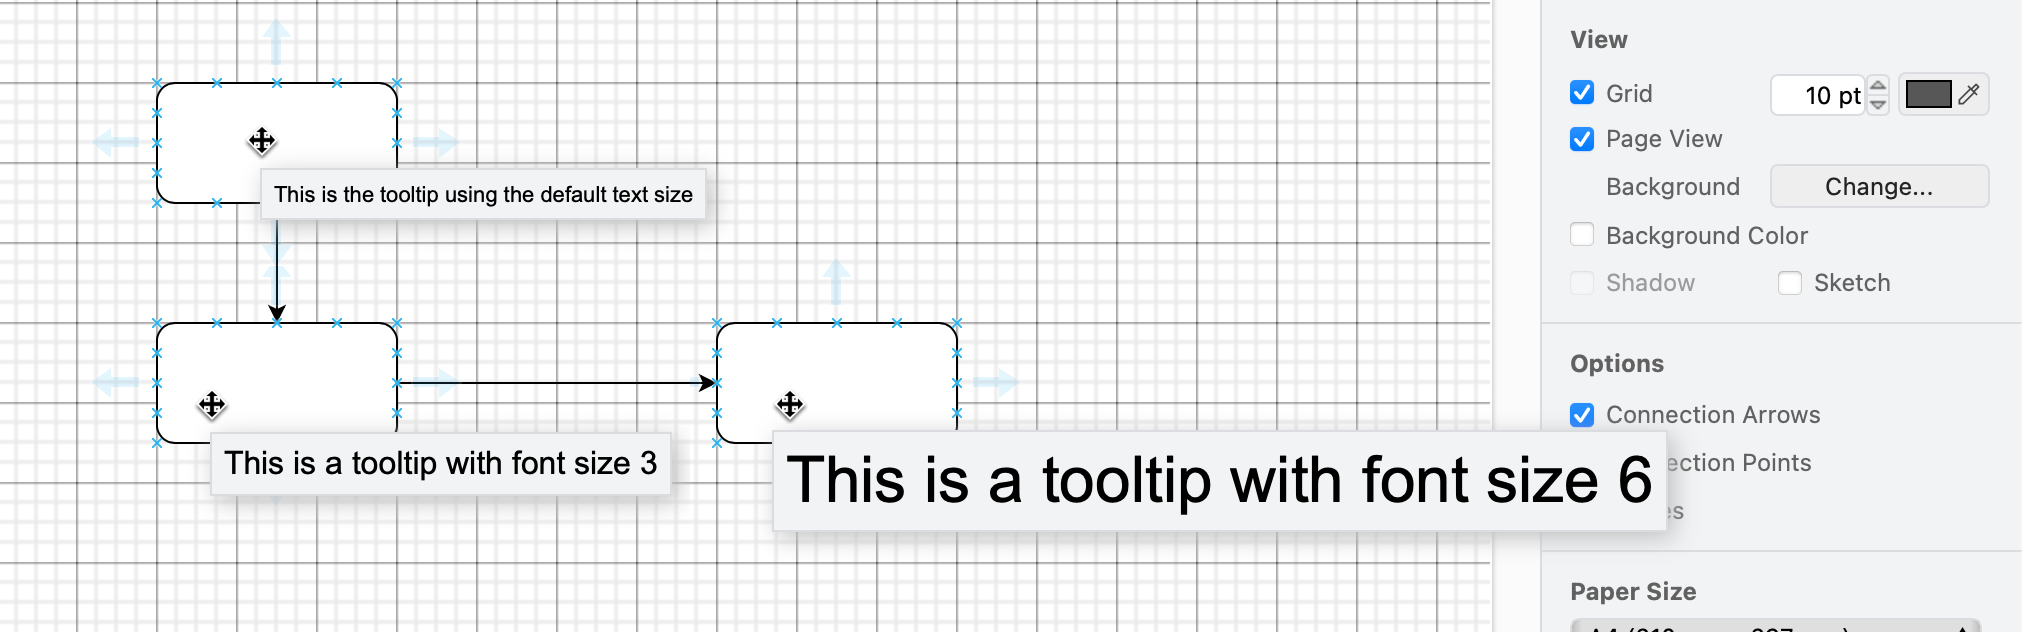 This is the tooltip using the default text size
This is a tooltip with font size 3
This is a tooltip with font size 6
View
Grid
10 pt
Page View
Background
Change...
Background Color
Shadow
Sketch
Options
Connection Arrows
ection Points
es
Paper Size
A4